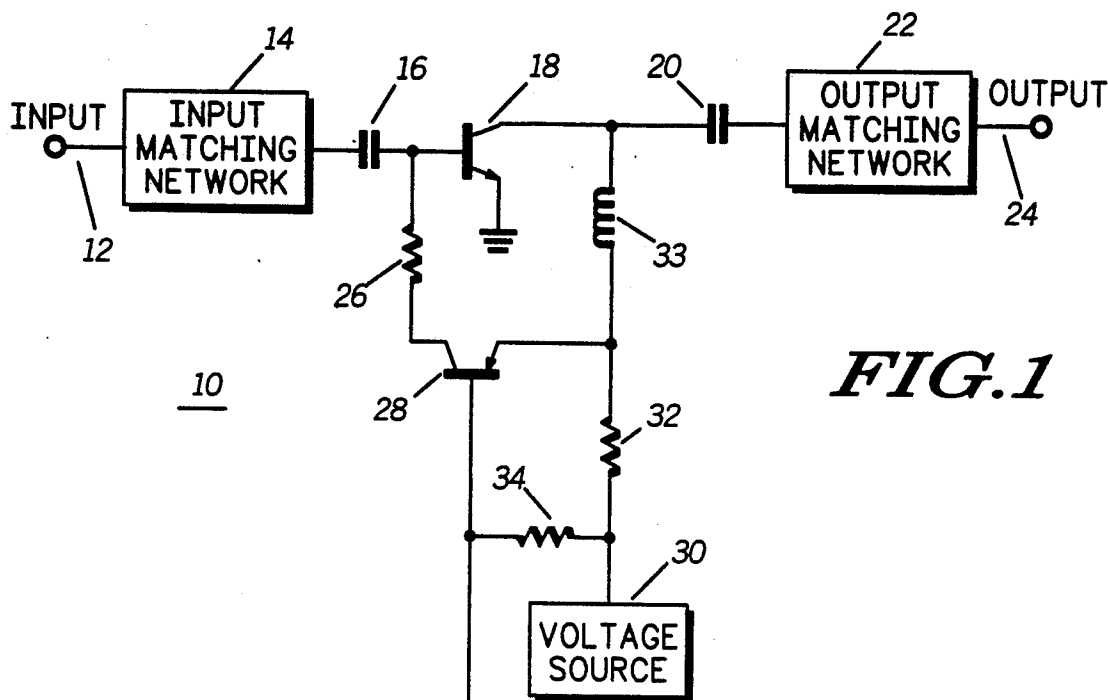 14
16
18
20
22
INPUT
INPUT
MATCHING
NETWORK
OUTPUT
MATCHING
NETWORK
OUTPUT
12
24
26
33
28
10
FIG.1
32
34
30
VOLTAGE
SOURCE